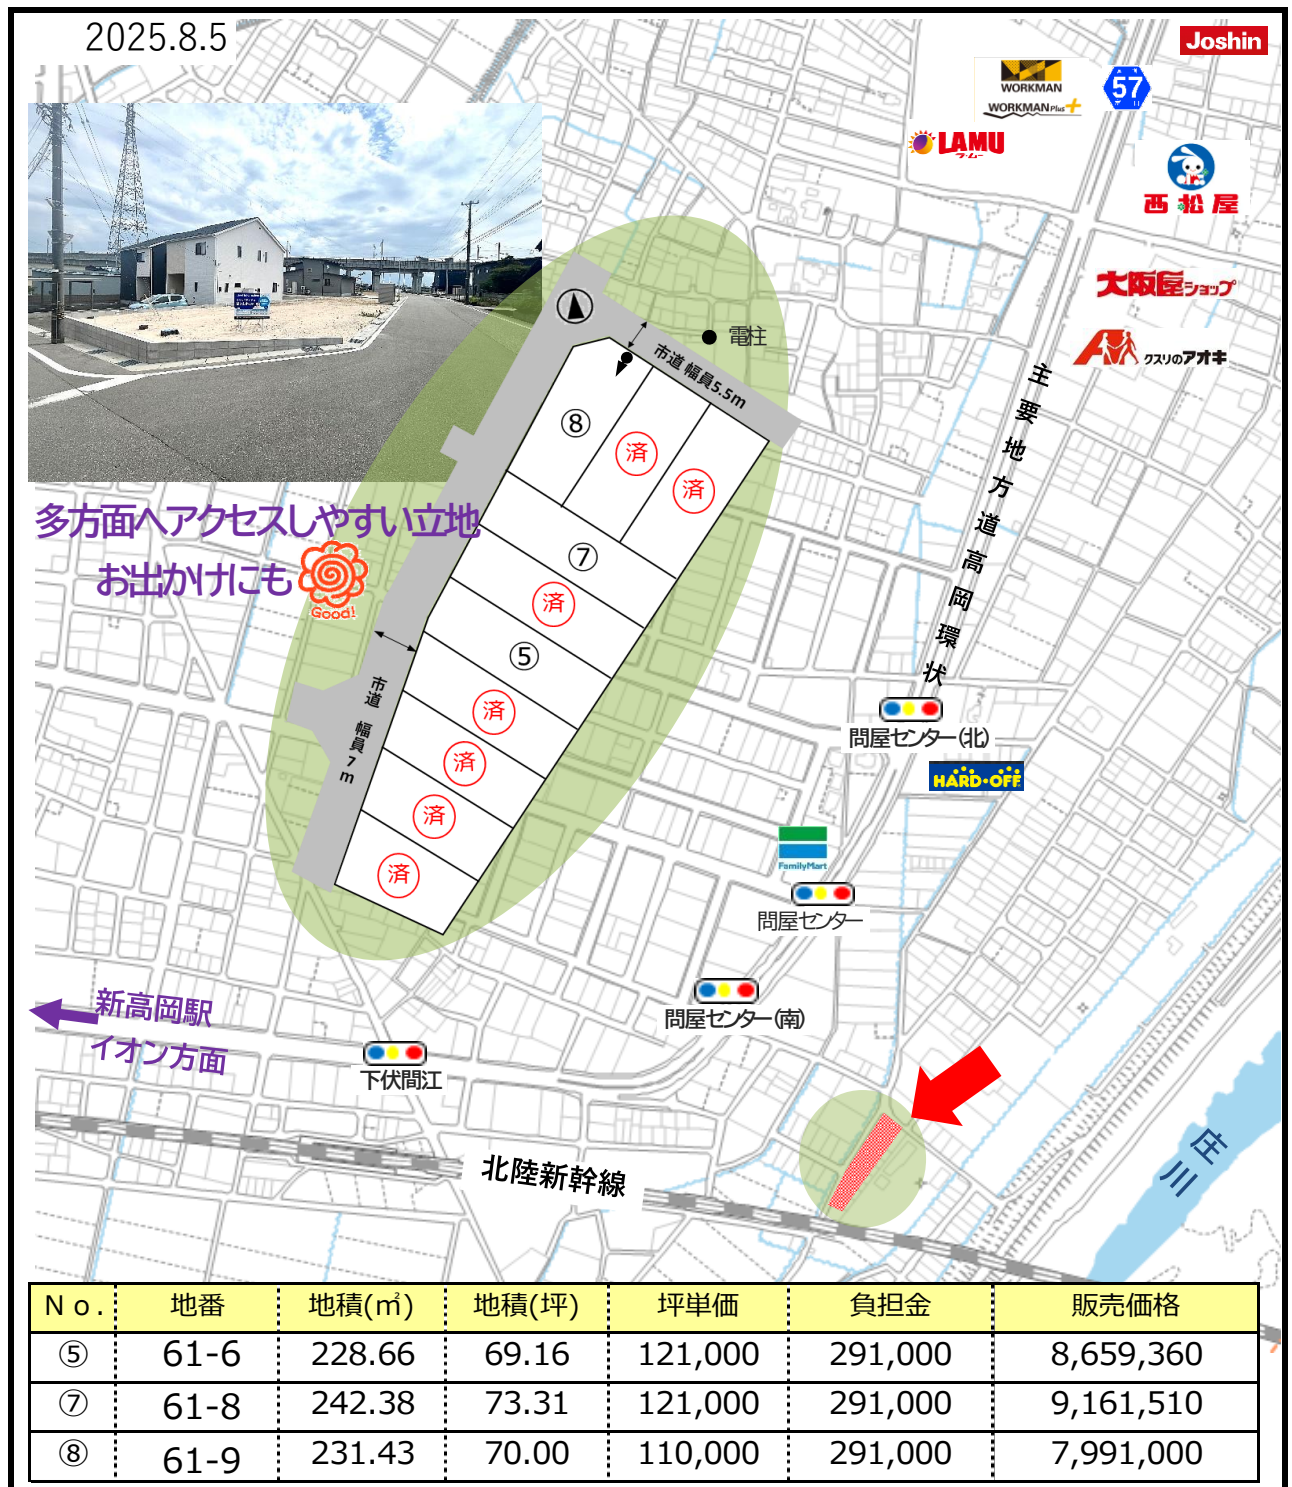 2025.8.5
Joshin
WORKMAN
WORKMAN Plus+
57
LAMU
ラ・ムー
西松屋
大阪屋ショップ
クスリのアオキ
電柱
市道 幅員5.5m
⑧
済
済
多方面へアクセスしやすい立地
お出かけにも
Good!
⑦
済
⑤
済
済
済
済
市道 幅員7m
主要地方道高岡環状
問屋センター(北)
HARD・OFF
FamilyMart
問屋センター
問屋センター(南)
新高岡駅
イオン方面
下伏間江
北陸新幹線
庄川
No. 地番 地積(㎡) 地積(坪) 坪単価 負担金 販売価格
⑤ 61-6 228.66 69.16 121,000 291,000 8,659,360
⑦ 61-8 242.38 73.31 121,000 291,000 9,161,510
⑧ 61-9 231.43 70.00 110,000 291,000 7,991,000